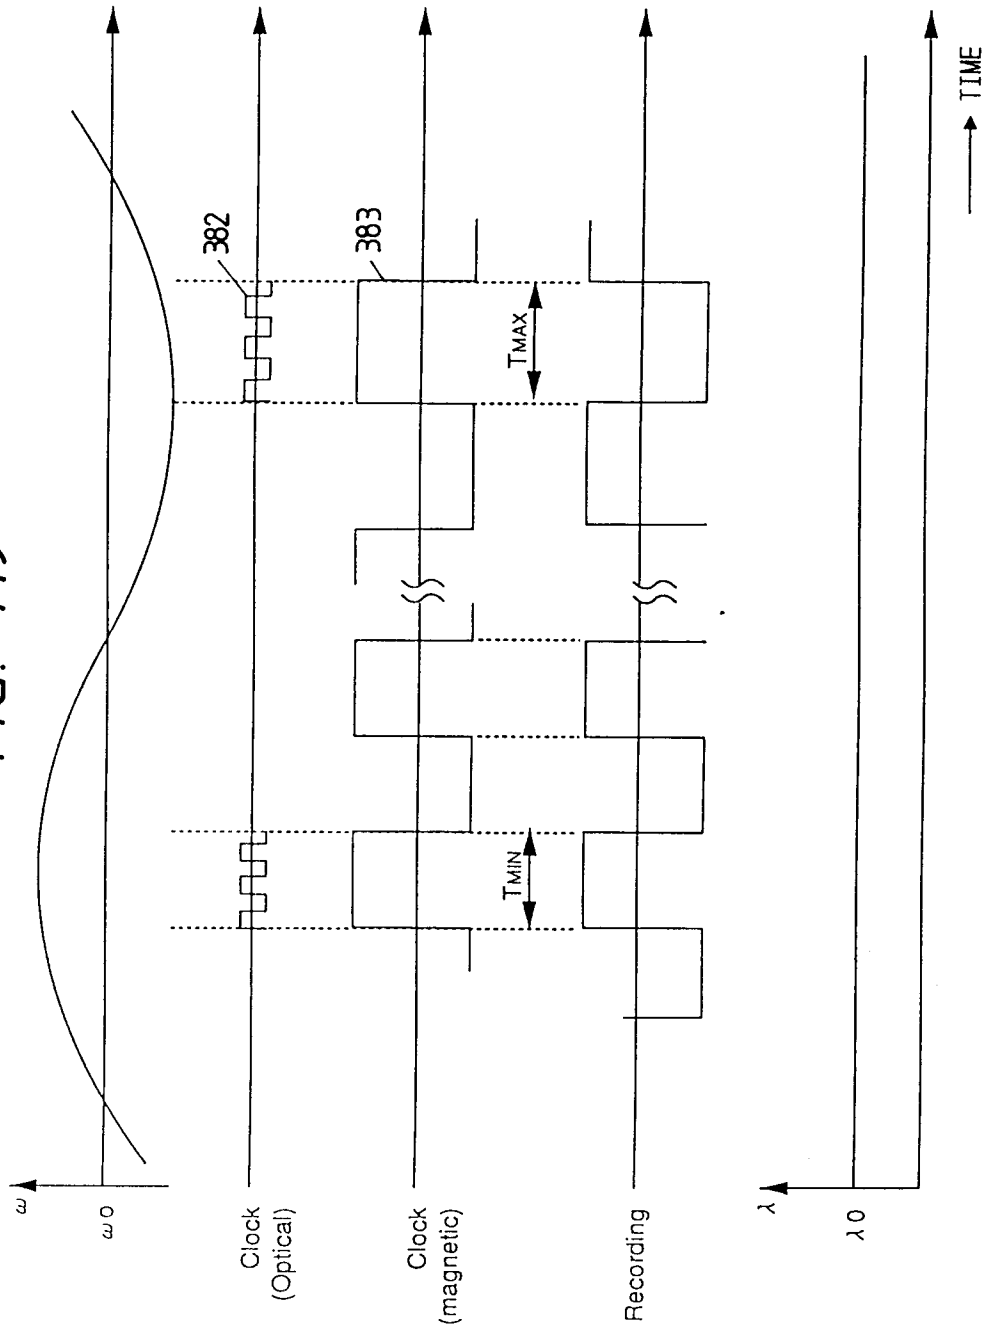 ω
ω0
Clock
(Optical)
382
Clock
(magnetic)
383
TMIN
TMAX
Recording
λ
λ0
TIME